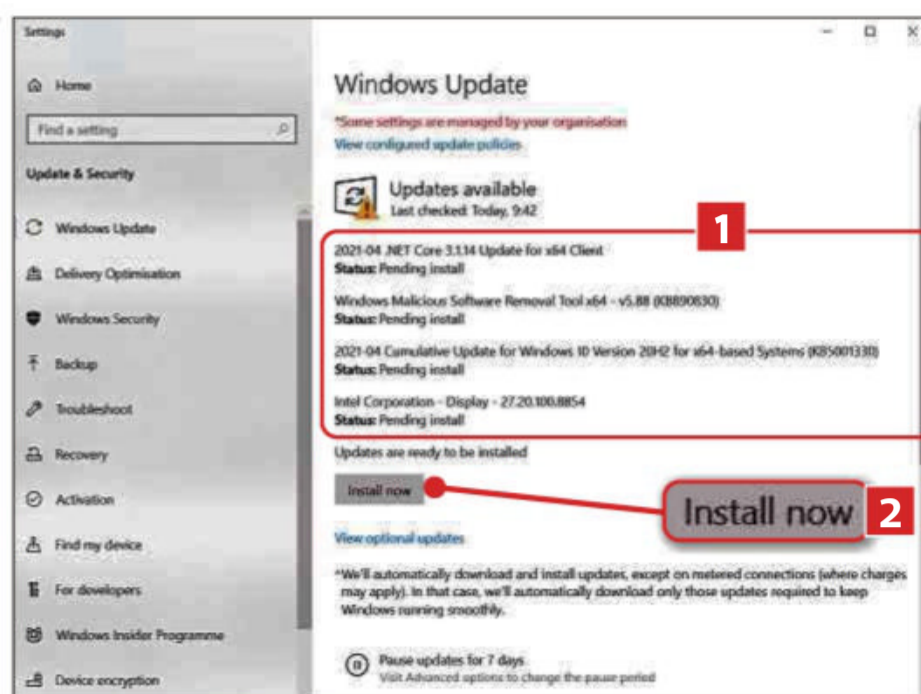 Settings
Home
Find a setting
Update & Security
Windows Update
Delivery Optimisation
Windows Security
Backup
Troubleshoot
Recovery
Activation
Find my device
For developers
Windows Insider Programme
Device encryption
Windows Update
*Some settings are managed by your organisation
View configured update policies
Updates available
Last checked: Today, 9:42
1
2021-04 .NET Core 3.1.14 Update for x64 Client
Status: Pending install
Windows Malicious Software Removal Tool x64 - v5.88 (KB890830)
Status: Pending install
2021-04 Cumulative Update for Windows 10 Version 20H2 for x64-based Systems (KB5001330)
Status: Pending install
Intel Corporation - Display - 27.20.100.8854
Status: Pending install
Updates are ready to be installed
Install now
Install now 2
View optional updates
*We'll automatically download and install updates, except on metered connections (where charges
may apply). In that case, we'll automatically download only those updates required to keep
Windows running smoothly.
Pause updates for 7 days
Visit Advanced options to change the pause period